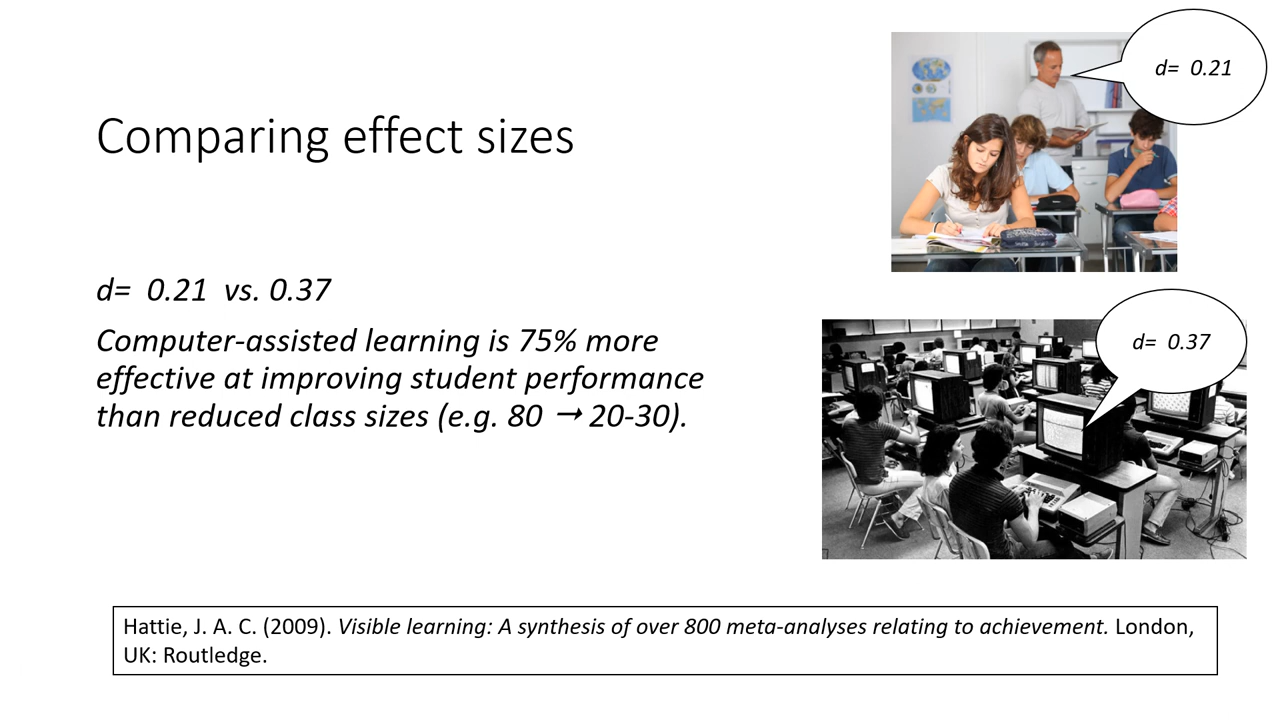 Comparing effect sizes
d=  0.21  vs. 0.37
Computer-assisted learning is 75% more
effective at improving student performance
than reduced class sizes (e.g. 80 → 20-30).
d=  0.21
d=  0.37
Hattie, J. A. C. (2009). Visible learning: A synthesis of over 800 meta-analyses relating to achievement. London,
UK: Routledge.